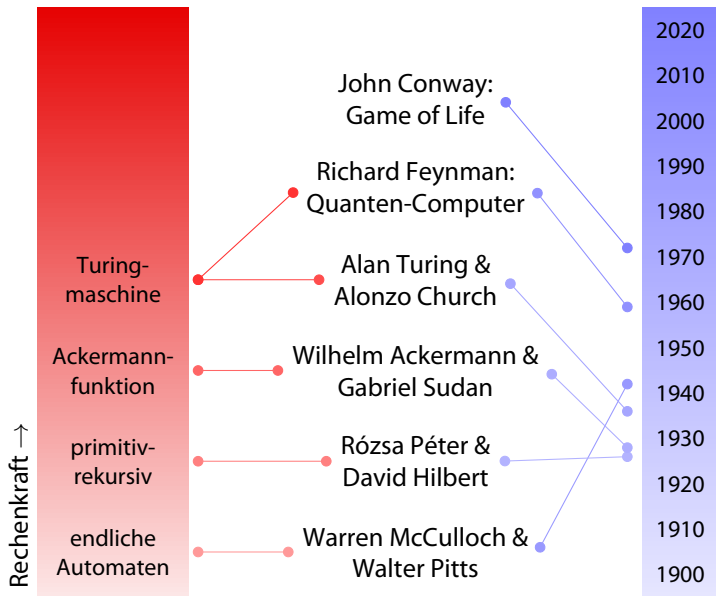 Rechenkraft →
Turing-
maschine
Ackermann-
funktion
primitiv-
rekursiv
endliche
Automaten
John Conway:
Game of Life
Richard Feynman:
Quanten-Computer
Alan Turing &
Alonzo Church
Wilhelm Ackermann &
Gabriel Sudan
Rózsa Péter &
David Hilbert
Warren McCulloch &
Walter Pitts
2020
2010
2000
1990
1980
1970
1960
1950
1940
1930
1920
1910
1900